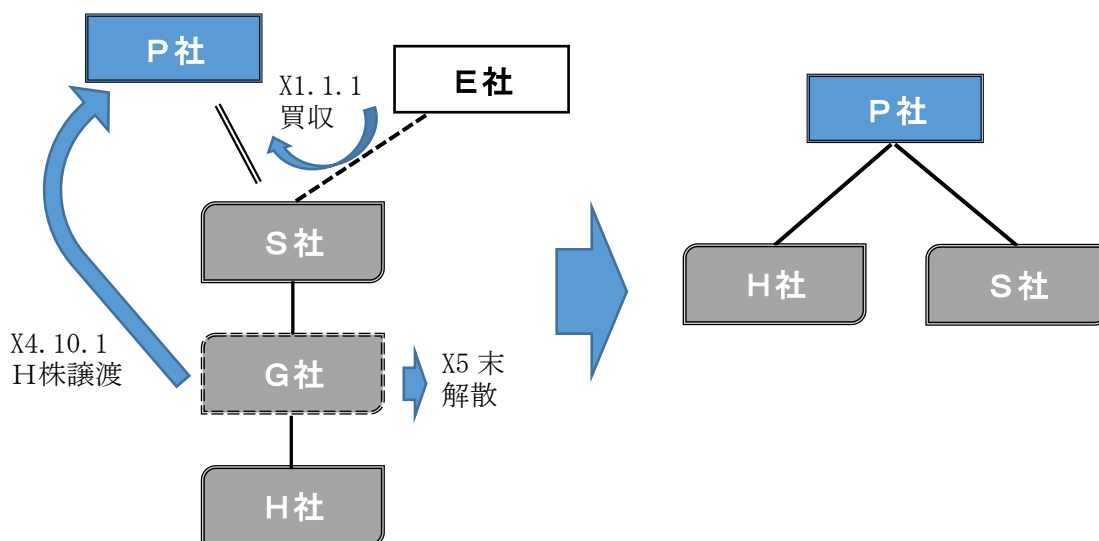 P社
E社
X1.1.1
買収
S社
X4.10.1
H株譲渡
G社
X5末
解散
H社
P社
H社
S社